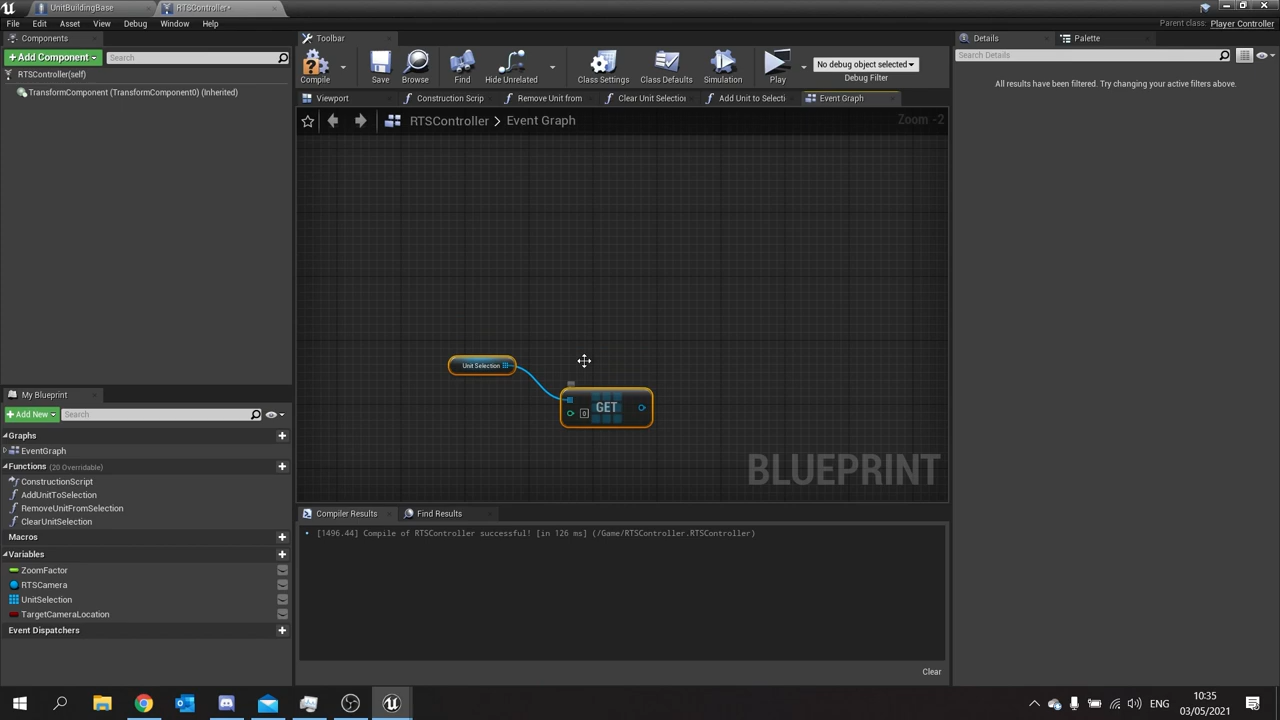 UnitBuildingBase
RTSController*
File Edit Asset View Debug Window Help
Parent class: Player Controller
Components
Toolbar
Details
Palette
+Add Component
Search
Search Details
RTSController(self)
TransformComponent (TransformComponent0) (Inherited)
Compile
Save
Browse
Find
Hide Unrelated
Class Settings
Class Defaults
Simulation
Play
No debug object selected
Debug Filter
All results have been filtered. Try changing your active filters above.
Viewport
Construction Scrip
Remove Unit from
Clear Unit Selection
Add Unit to Selecti
Event Graph
RTSController > Event Graph
Zoom -2
Unit Selection
0
GET
BLUEPRINT
My Blueprint
+Add New
Search
Graphs
EventGraph
Functions (20 Overridable)
ConstructionScript
AddUnitToSelection
RemoveUnitFromSelection
ClearUnitSelection
Macros
Variables
ZoomFactor
RTSCamera
UnitSelection
TargetCameraLocation
Event Dispatchers
Compiler Results
Find Results
[1496.44] Compile of RTSController successful! [in 126 ms] (/Game/RTSController.RTSController)
Clear
ENG
10:35
03/05/2021